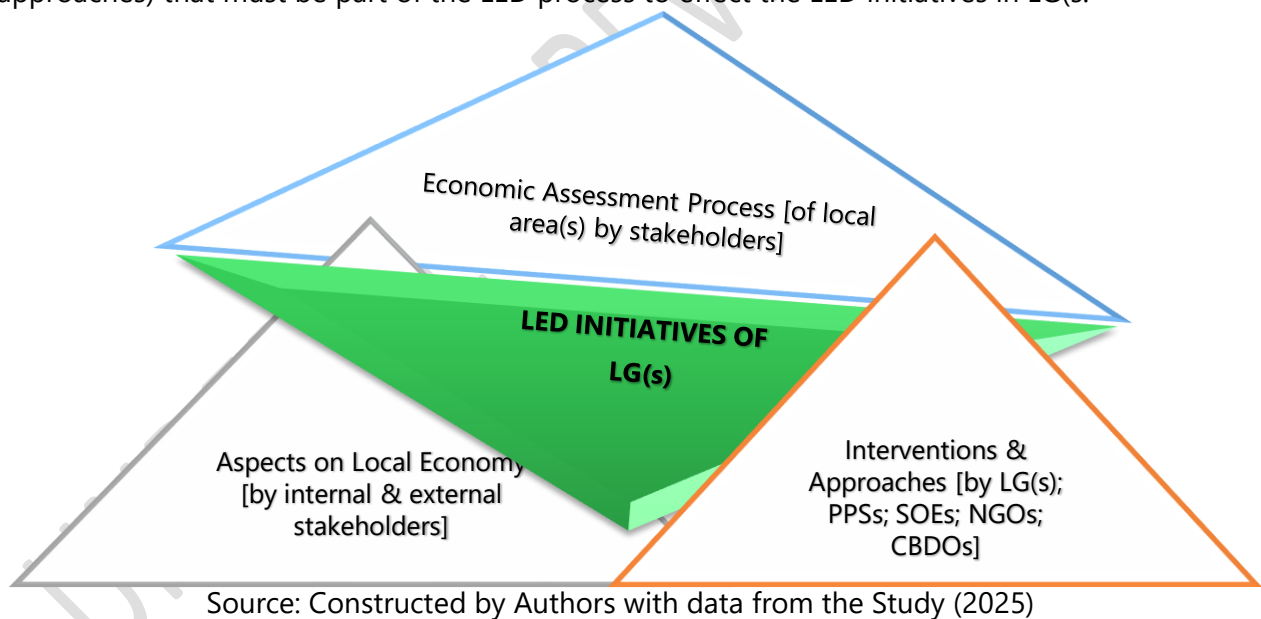 approaches) that must be part of the LED process to effect the LED initiatives in LG(s.
Economic Assessment Process [of local
area(s) by stakeholders]
LED INITIATIVES OF
LG(s)
Aspects on Local Economy
[by internal & external
stakeholders]
Interventions &
Approaches [by LG(s);
PPSs; SOEs; NGOs;
CBDOs]
Source: Constructed by Authors with data from the Study (2025)